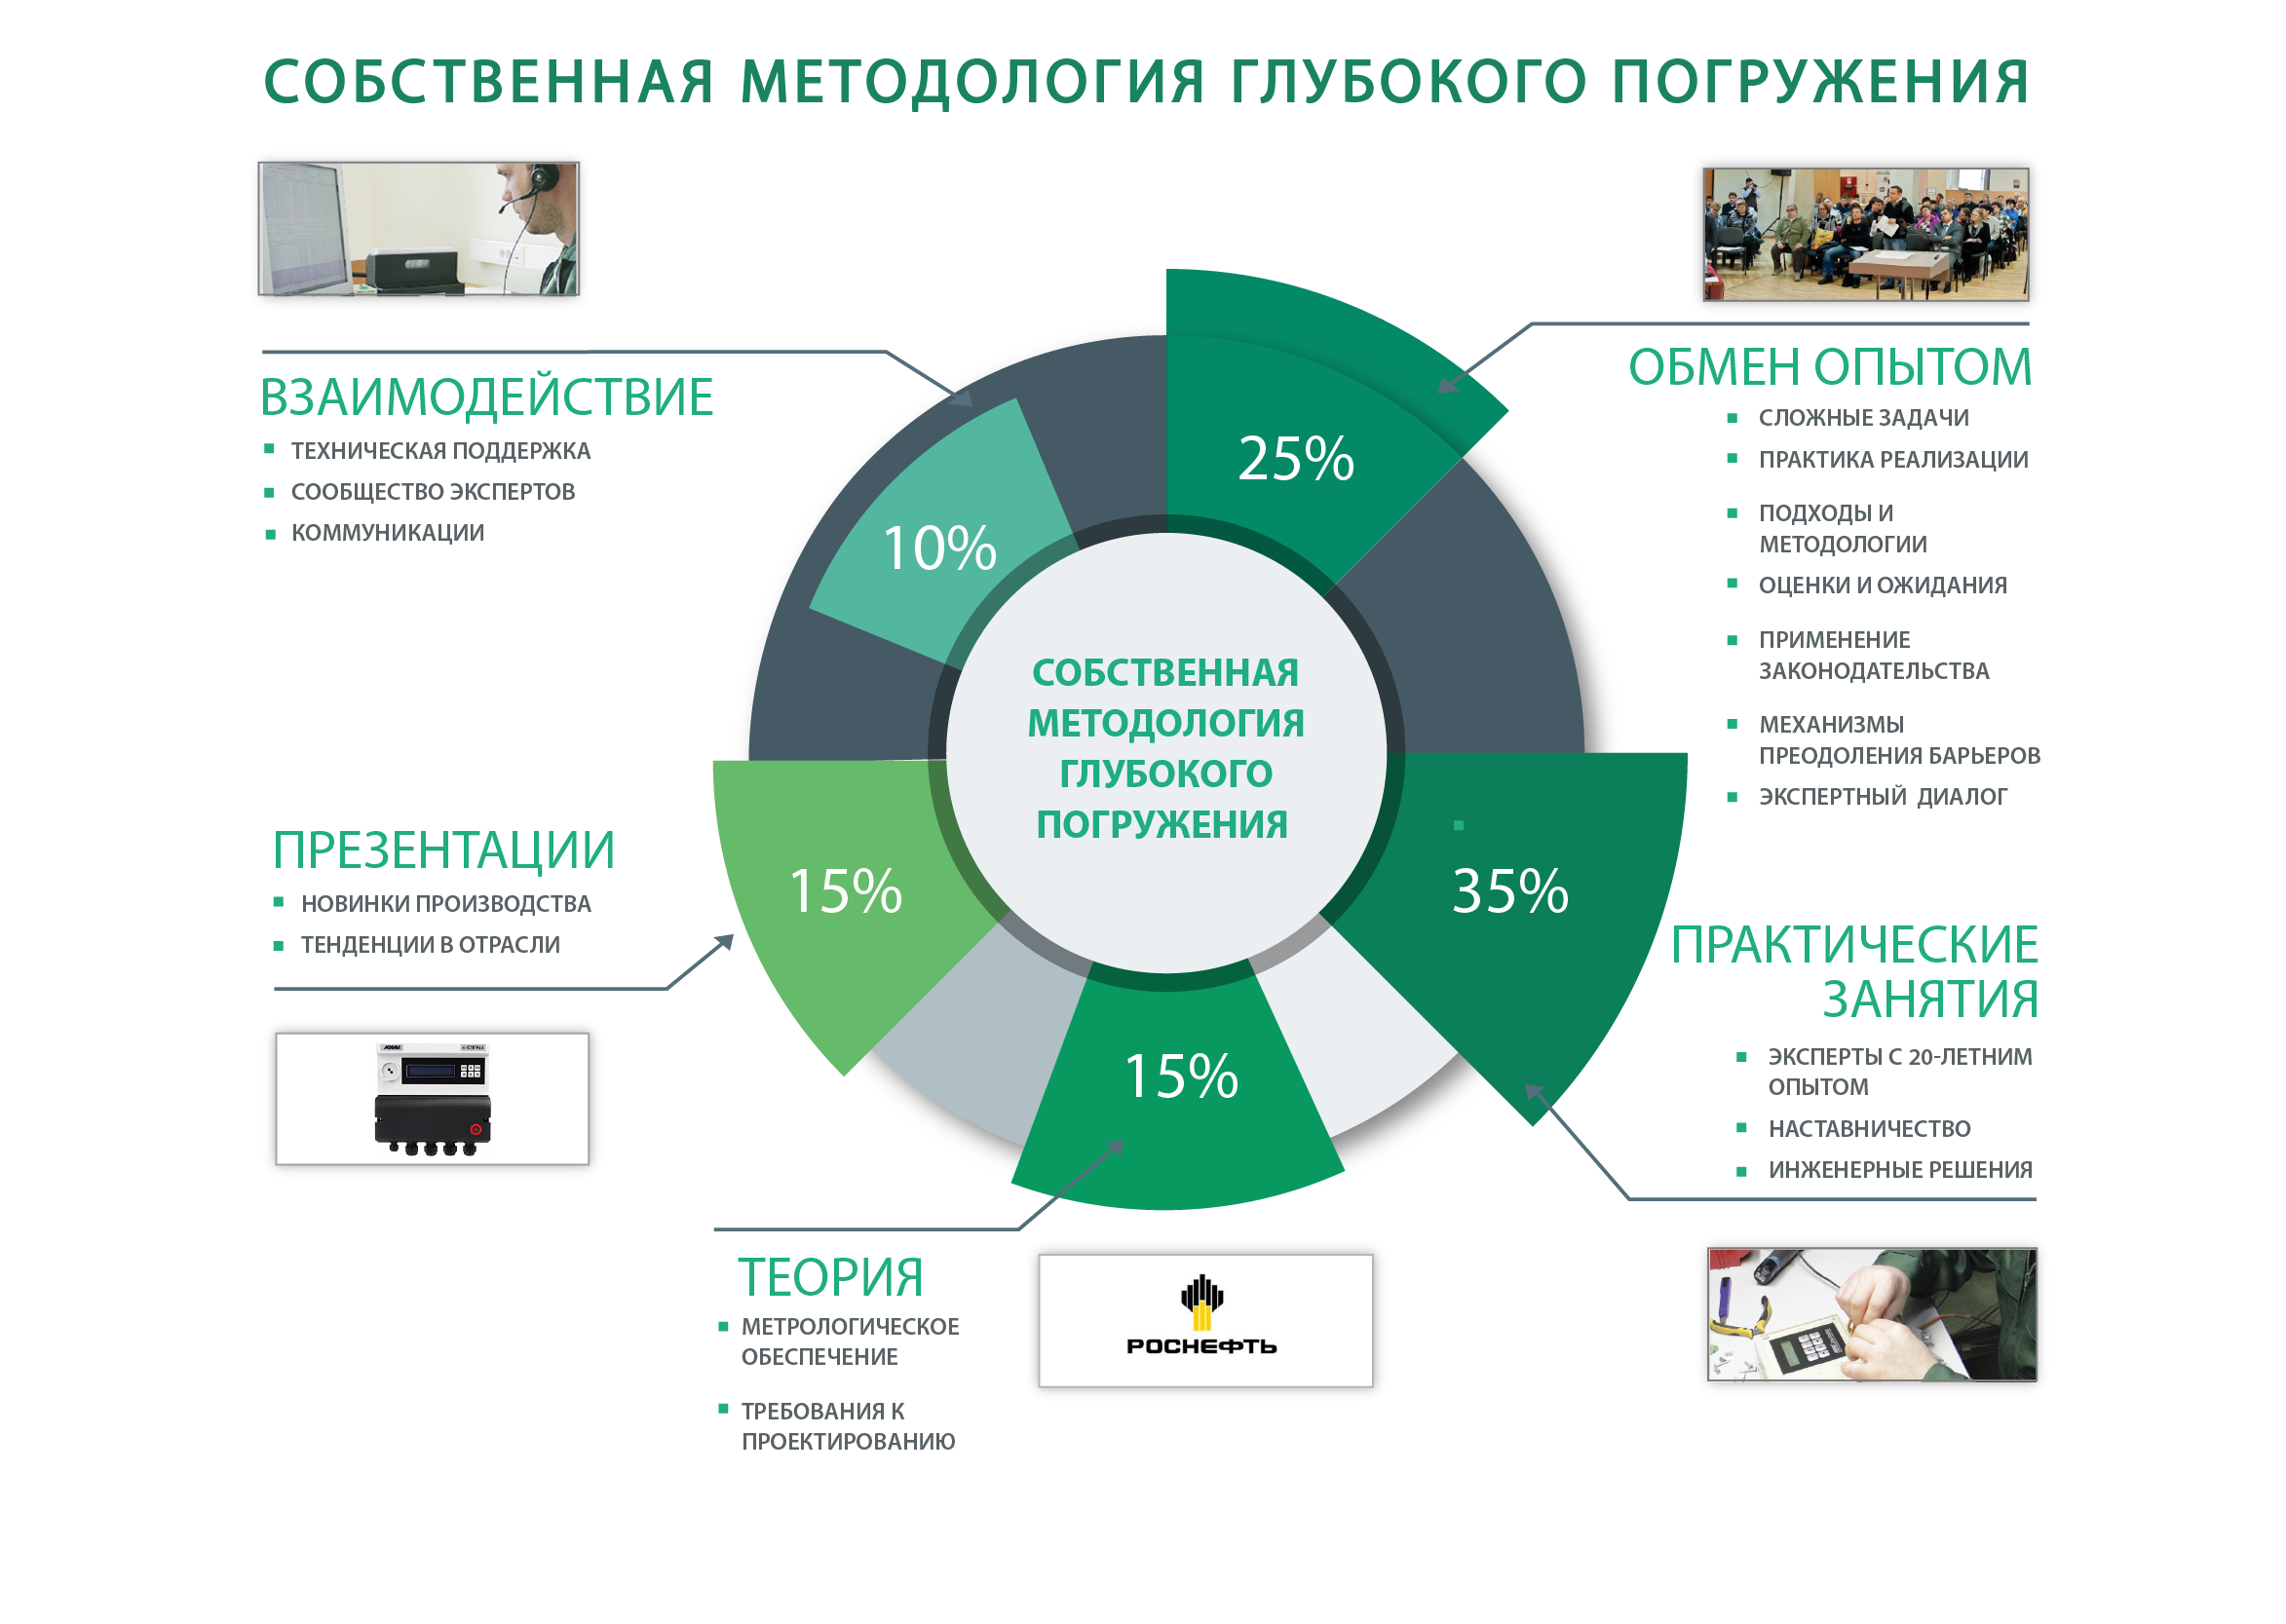 СОБСТВЕННАЯ МЕТОДОЛОГИЯ ГЛУБОКОГО ПОГРУЖЕНИЯ
ВЗАИМОДЕЙСТВИЕ
ТЕХНИЧЕСКАЯ ПОДДЕРЖКА
СООБЩЕСТВО ЭКСПЕРТОВ
КОММУНИКАЦИИ
10%
25%
ОБМЕН ОПЫТОМ
СЛОЖНЫЕ ЗАДАЧИ
ПРАКТИКА РЕАЛИЗАЦИИ
ПОДХОДЫ И
МЕТОДОЛОГИИ
ОЦЕНКИ И ОЖИДАНИЯ
ПРИМЕНЕНИЕ
ЗАКОНОДАТЕЛЬСТВА
МЕХАНИЗМЫ
ПРЕОДОЛЕНИЯ БАРЬЕРОВ
ЭКСПЕРТНЫЙ ДИАЛОГ
СОБСТВЕННАЯ
МЕТОДОЛОГИЯ
ГЛУБОКОГО
ПОГРУЖЕНИЯ
ПРЕЗЕНТАЦИИ
НОВИНКИ ПРОИЗВОДСТВА
ТЕНДЕНЦИИ В ОТРАСЛИ
15%
35%
ПРАКТИЧЕСКИЕ
ЗАНЯТИЯ
ЭКСПЕРТЫ С 20-ЛЕТНИМ
ОПЫТОМ
НАСТАВНИЧЕСТВО
ИНЖЕНЕРНЫЕ РЕШЕНИЯ
15%
ТЕОРИЯ
МЕТРОЛОГИЧЕСКОЕ
ОБЕСПЕЧЕНИЕ
ТРЕБОВАНИЯ К
ПРОЕКТИРОВАНИЮ
РОСНЕФТЬ